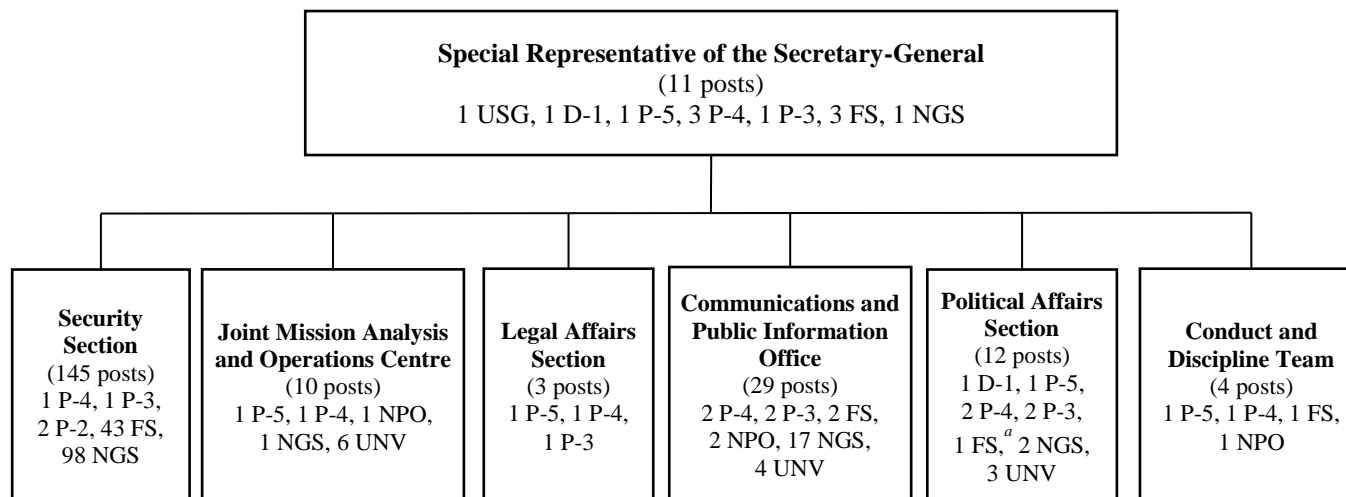 Special Representative of the Secretary-General
(11 posts)
1 USG, 1 D-1, 1 P-5, 3 P-4, 1 P-3, 3 FS, 1 NGS
Security
Section
(145 posts)
1 P-4, 1 P-3,
2 P-2, 43 FS,
98 NGS
Joint Mission Analysis
and Operations Centre
(10 posts)
1 P-5, 1 P-4, 1 NPO,
1 NGS, 6 UNV
Legal Affairs
Section
(3 posts)
1 P-5, 1 P-4,
1 P-3
Communications and
Public Information
Office
(29 posts)
2 P-4, 2 P-3, 2 FS,
2 NPO, 17 NGS,
4 UNV
Political Affairs
Section
(12 posts)
1 D-1, 1 P-5,
2 P-4, 2 P-3,
1 FS,a 2 NGS,
3 UNV
Conduct and
Discipline Team
(4 posts)
1 P-5, 1 P-4, 1 FS,
1 NPO